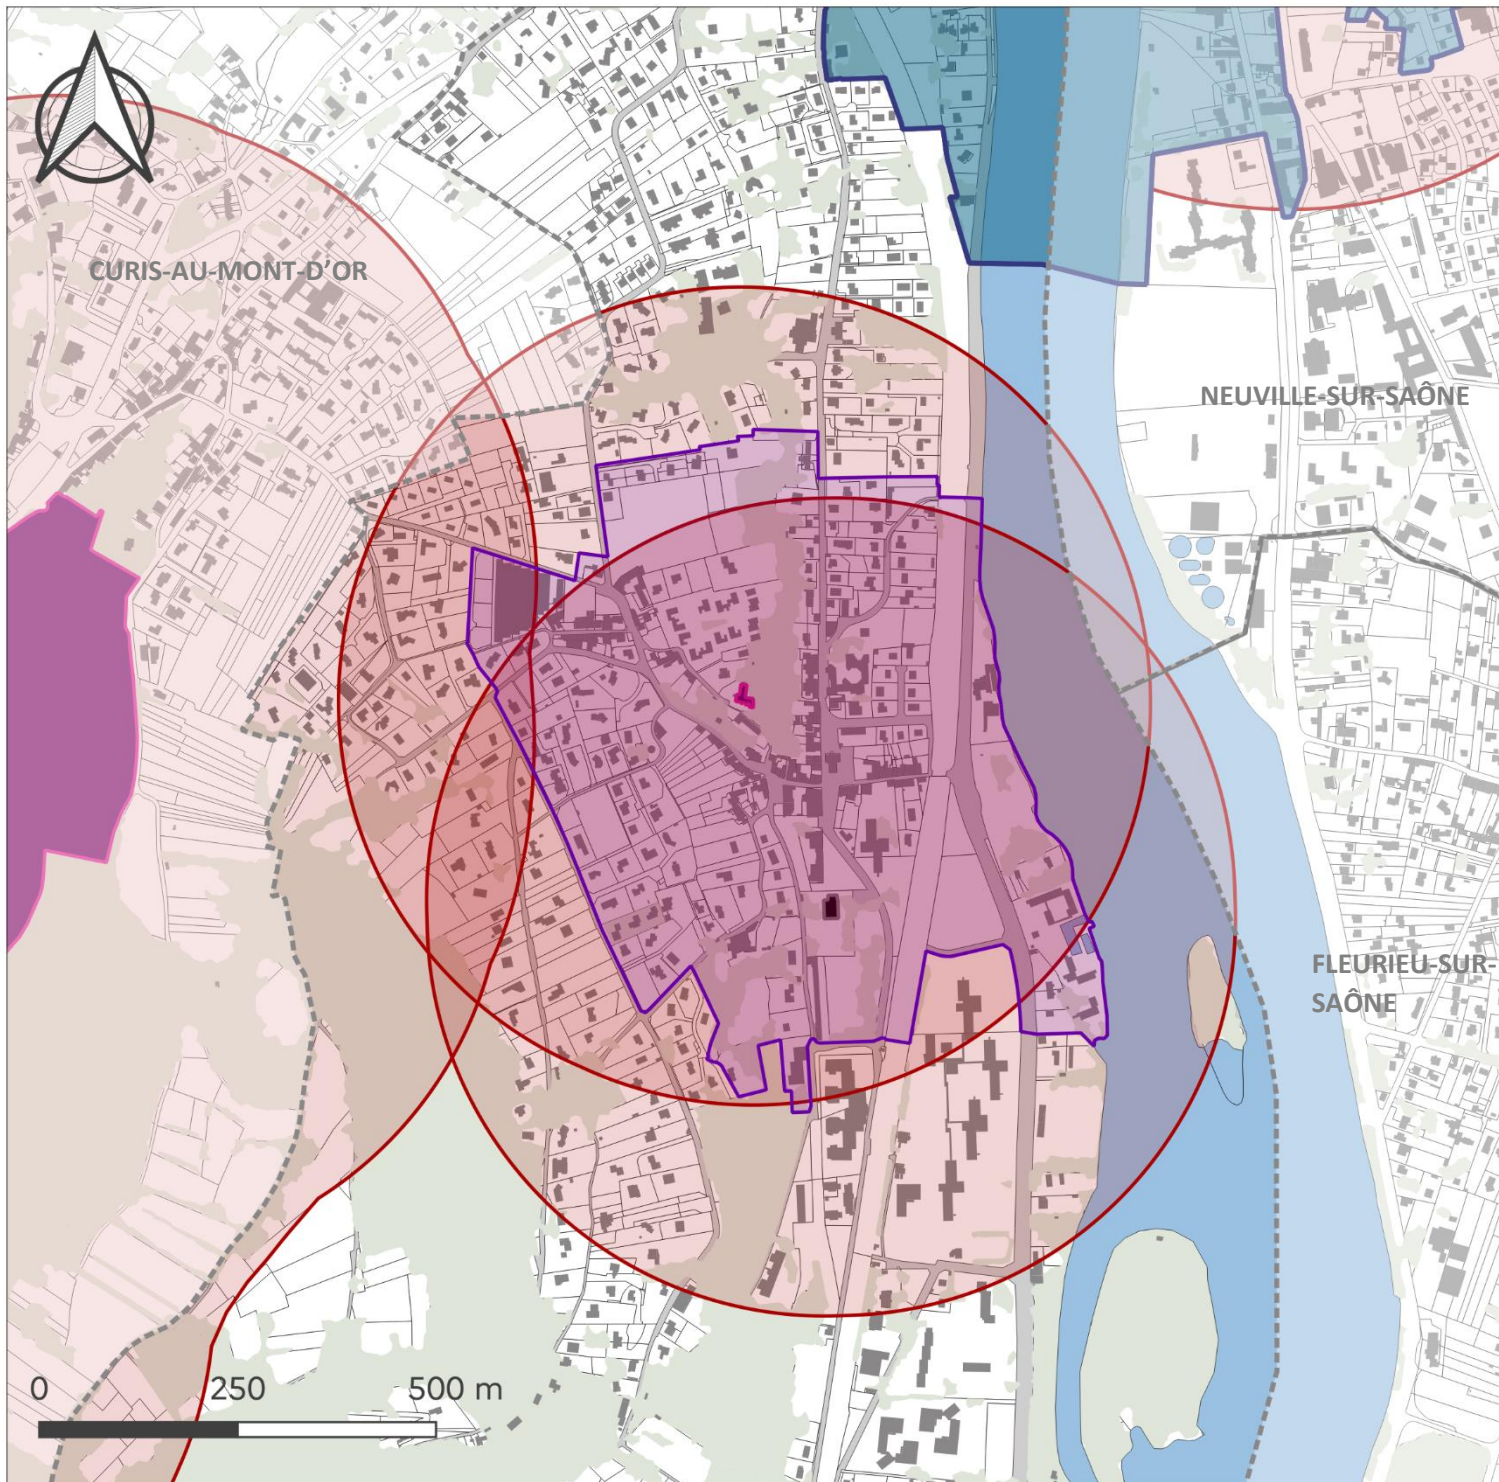 CURIS-AU-MONT-D'OR
NEUVILLE-SUR-SAÔNE
FLEURIEU-SUR-
SAÔNE
0 250 500 m